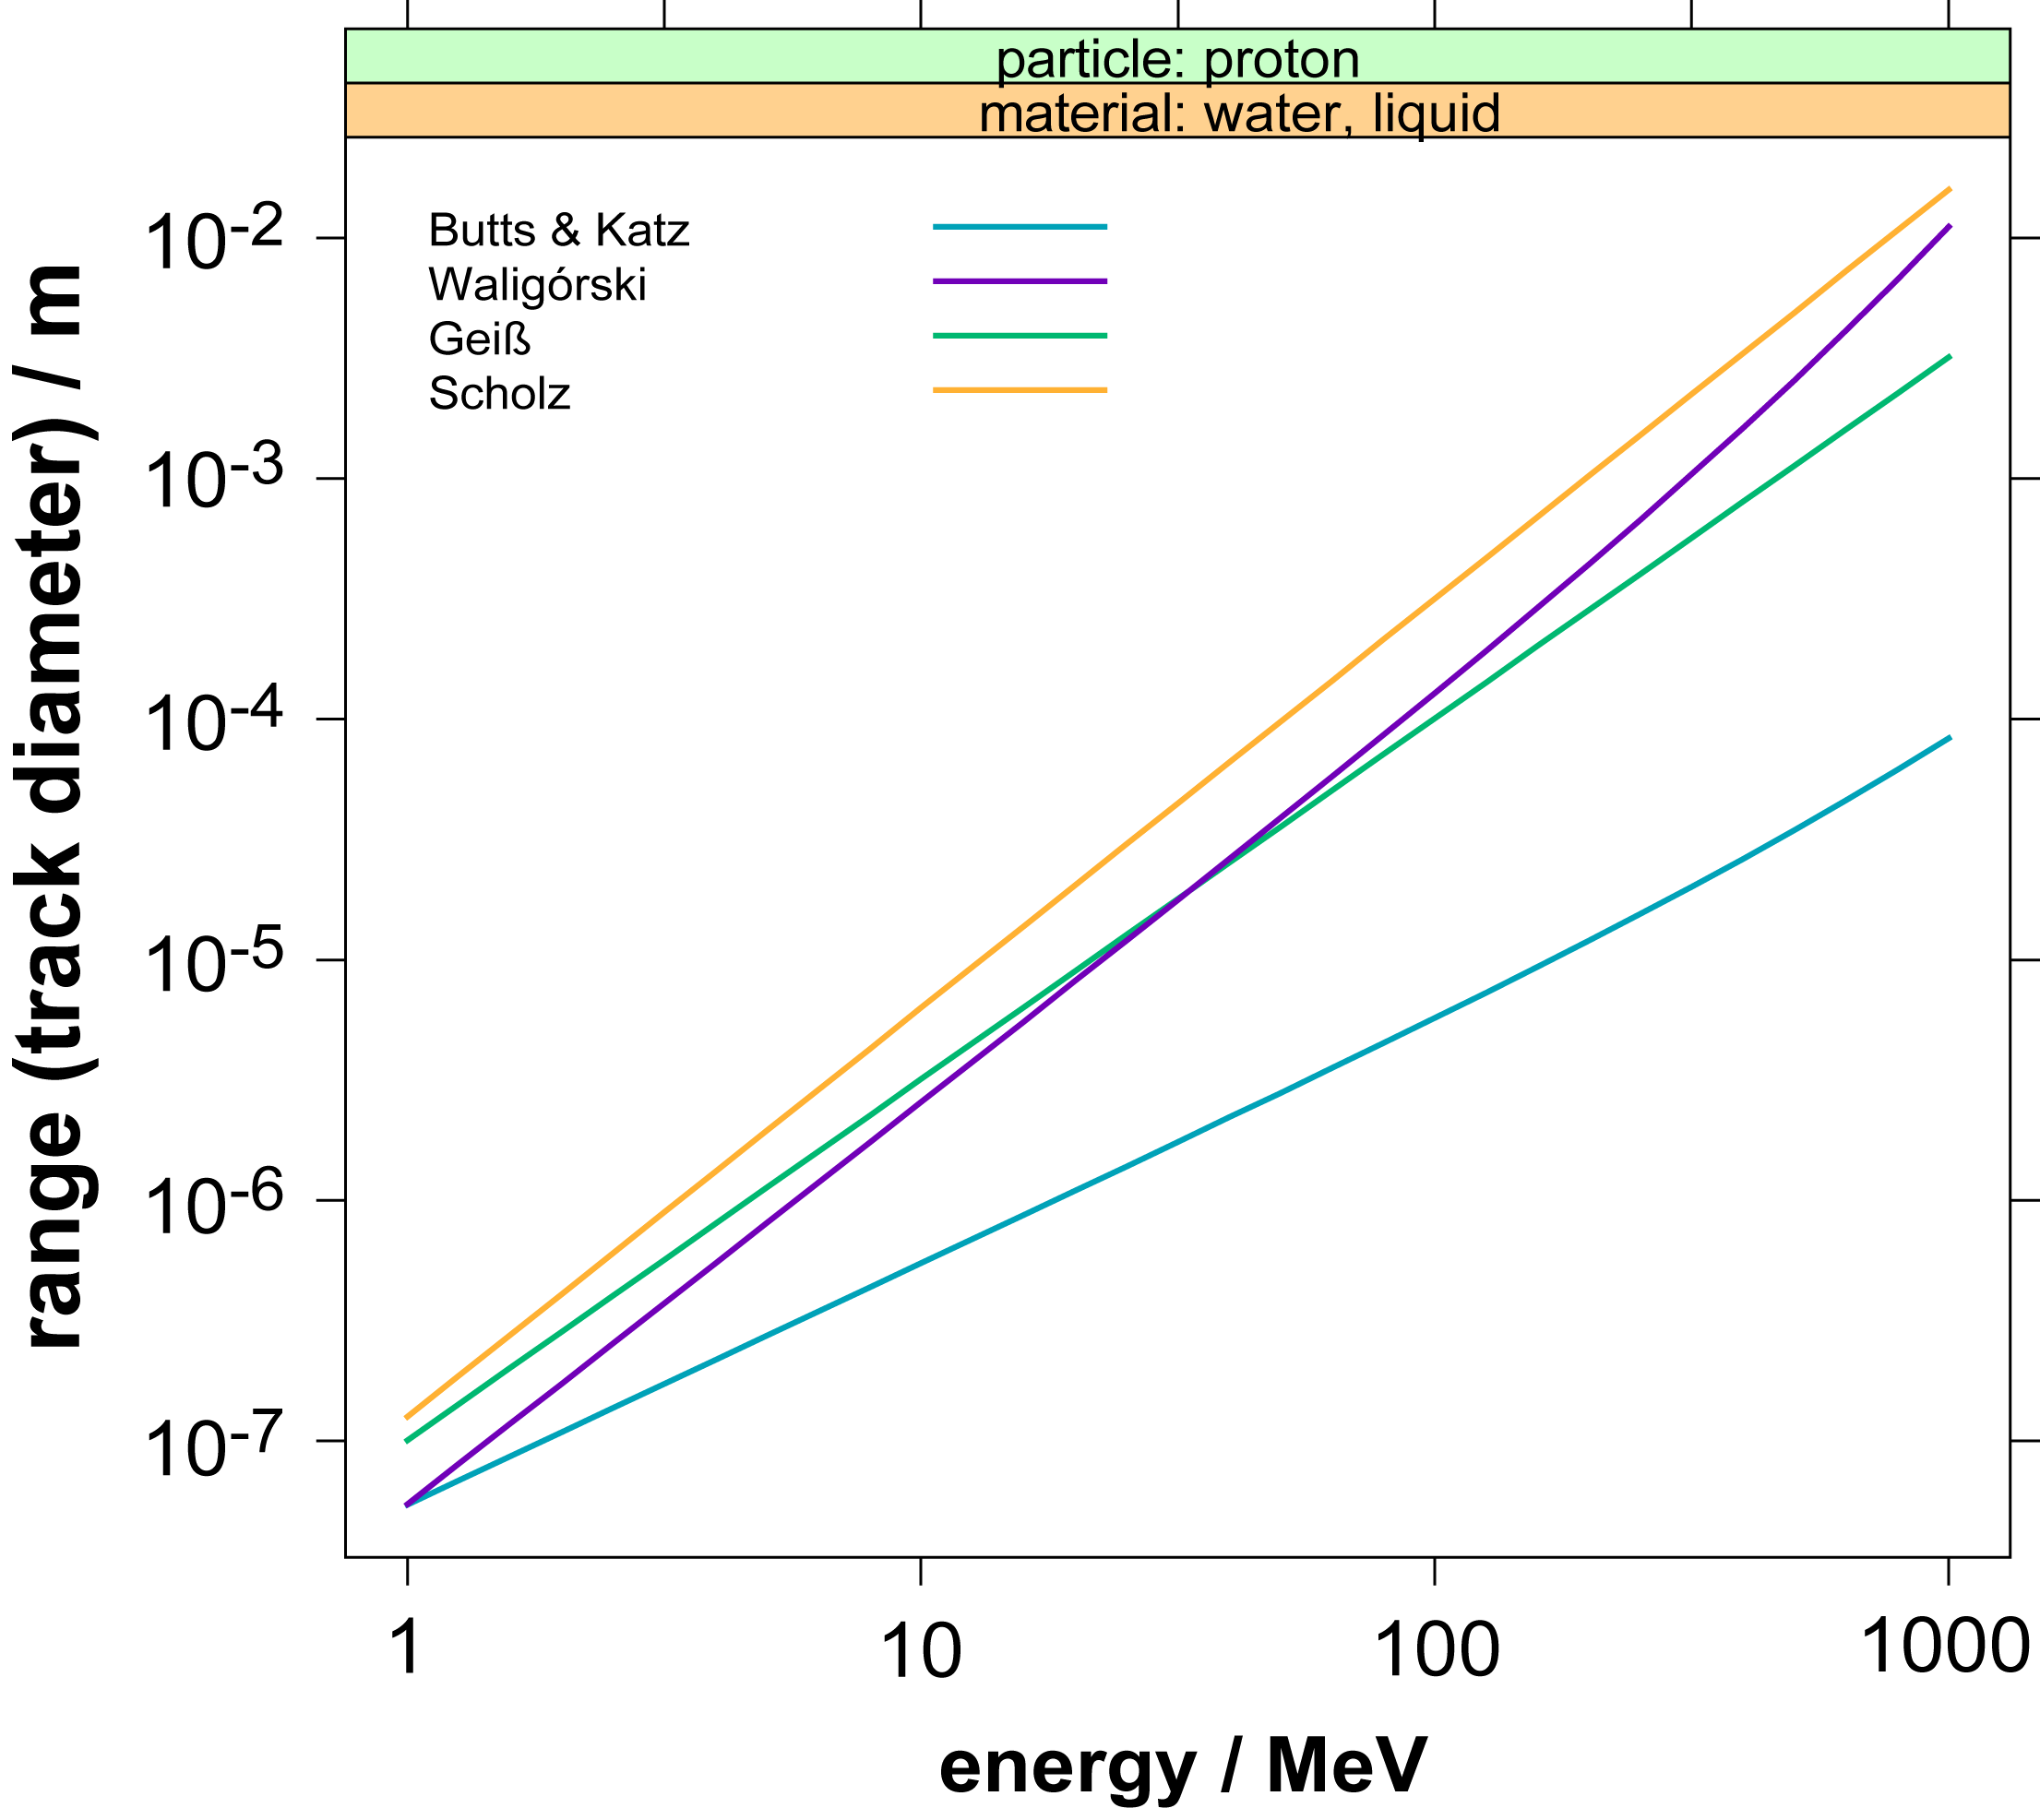 particle: proton
material: water, liquid
Butts & Katz
Waligórski
Geiß
Scholz
range (track diameter) / m
10-2
10-3
10-4
10-5
10-6
10-7
1 10 100 1000
energy / MeV